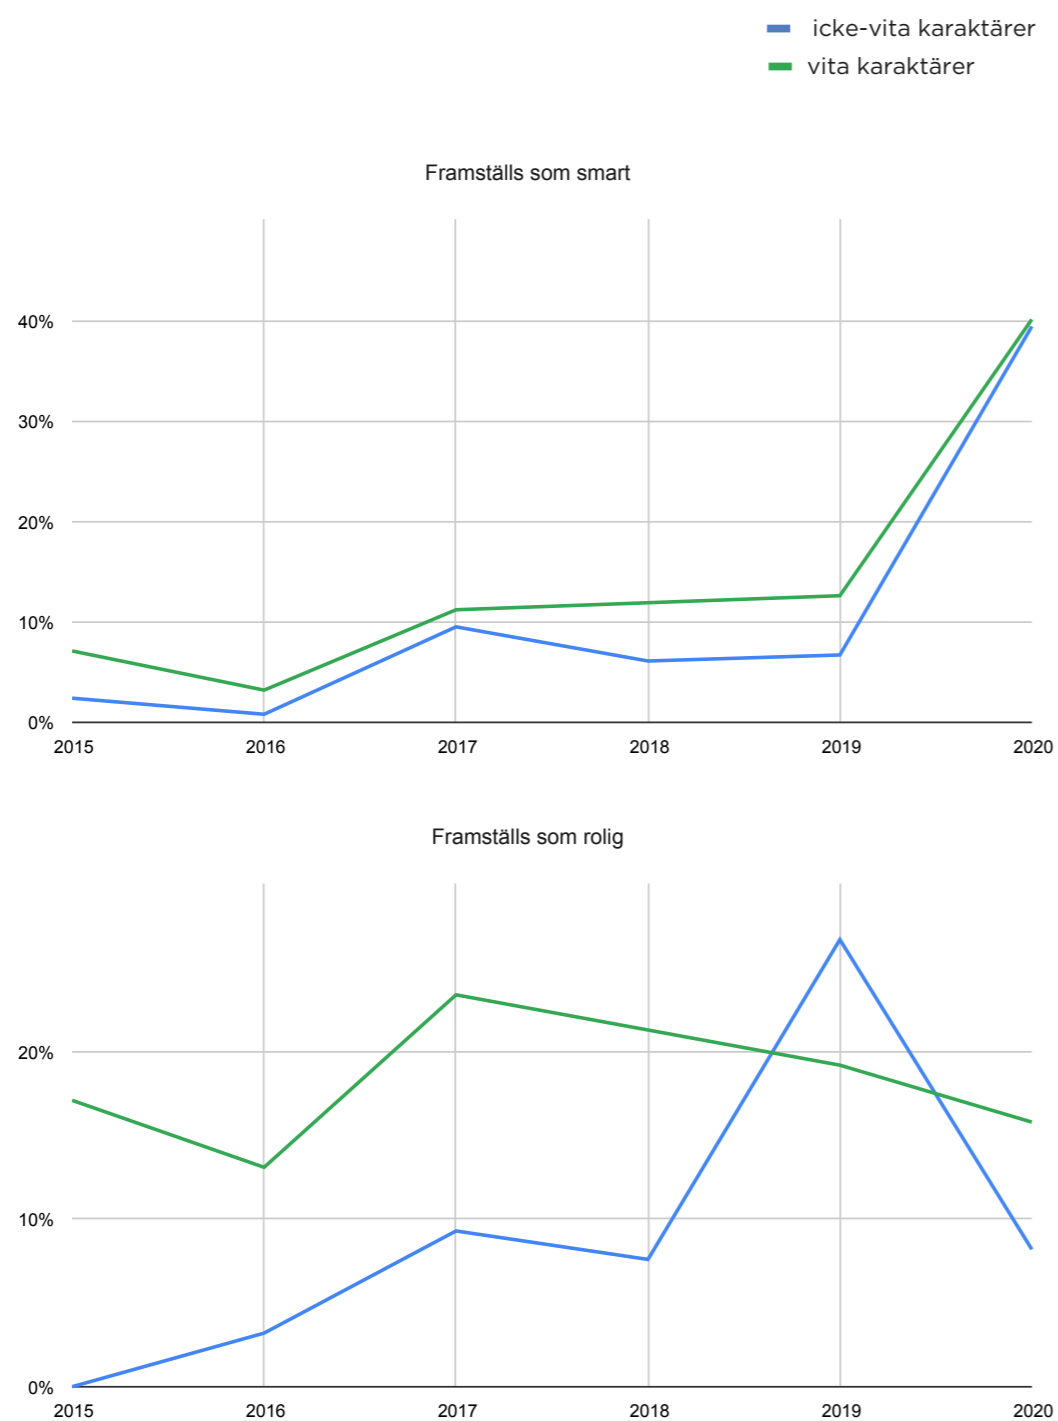 icke-vita karaktärer
vita karaktärer
Framställs som smart
40%
30%
20%
10%
0%
2015 2016 2017 2018 2019 2020
Framställs som rolig
20%
10%
0%
2015 2016 2017 2018 2019 2020